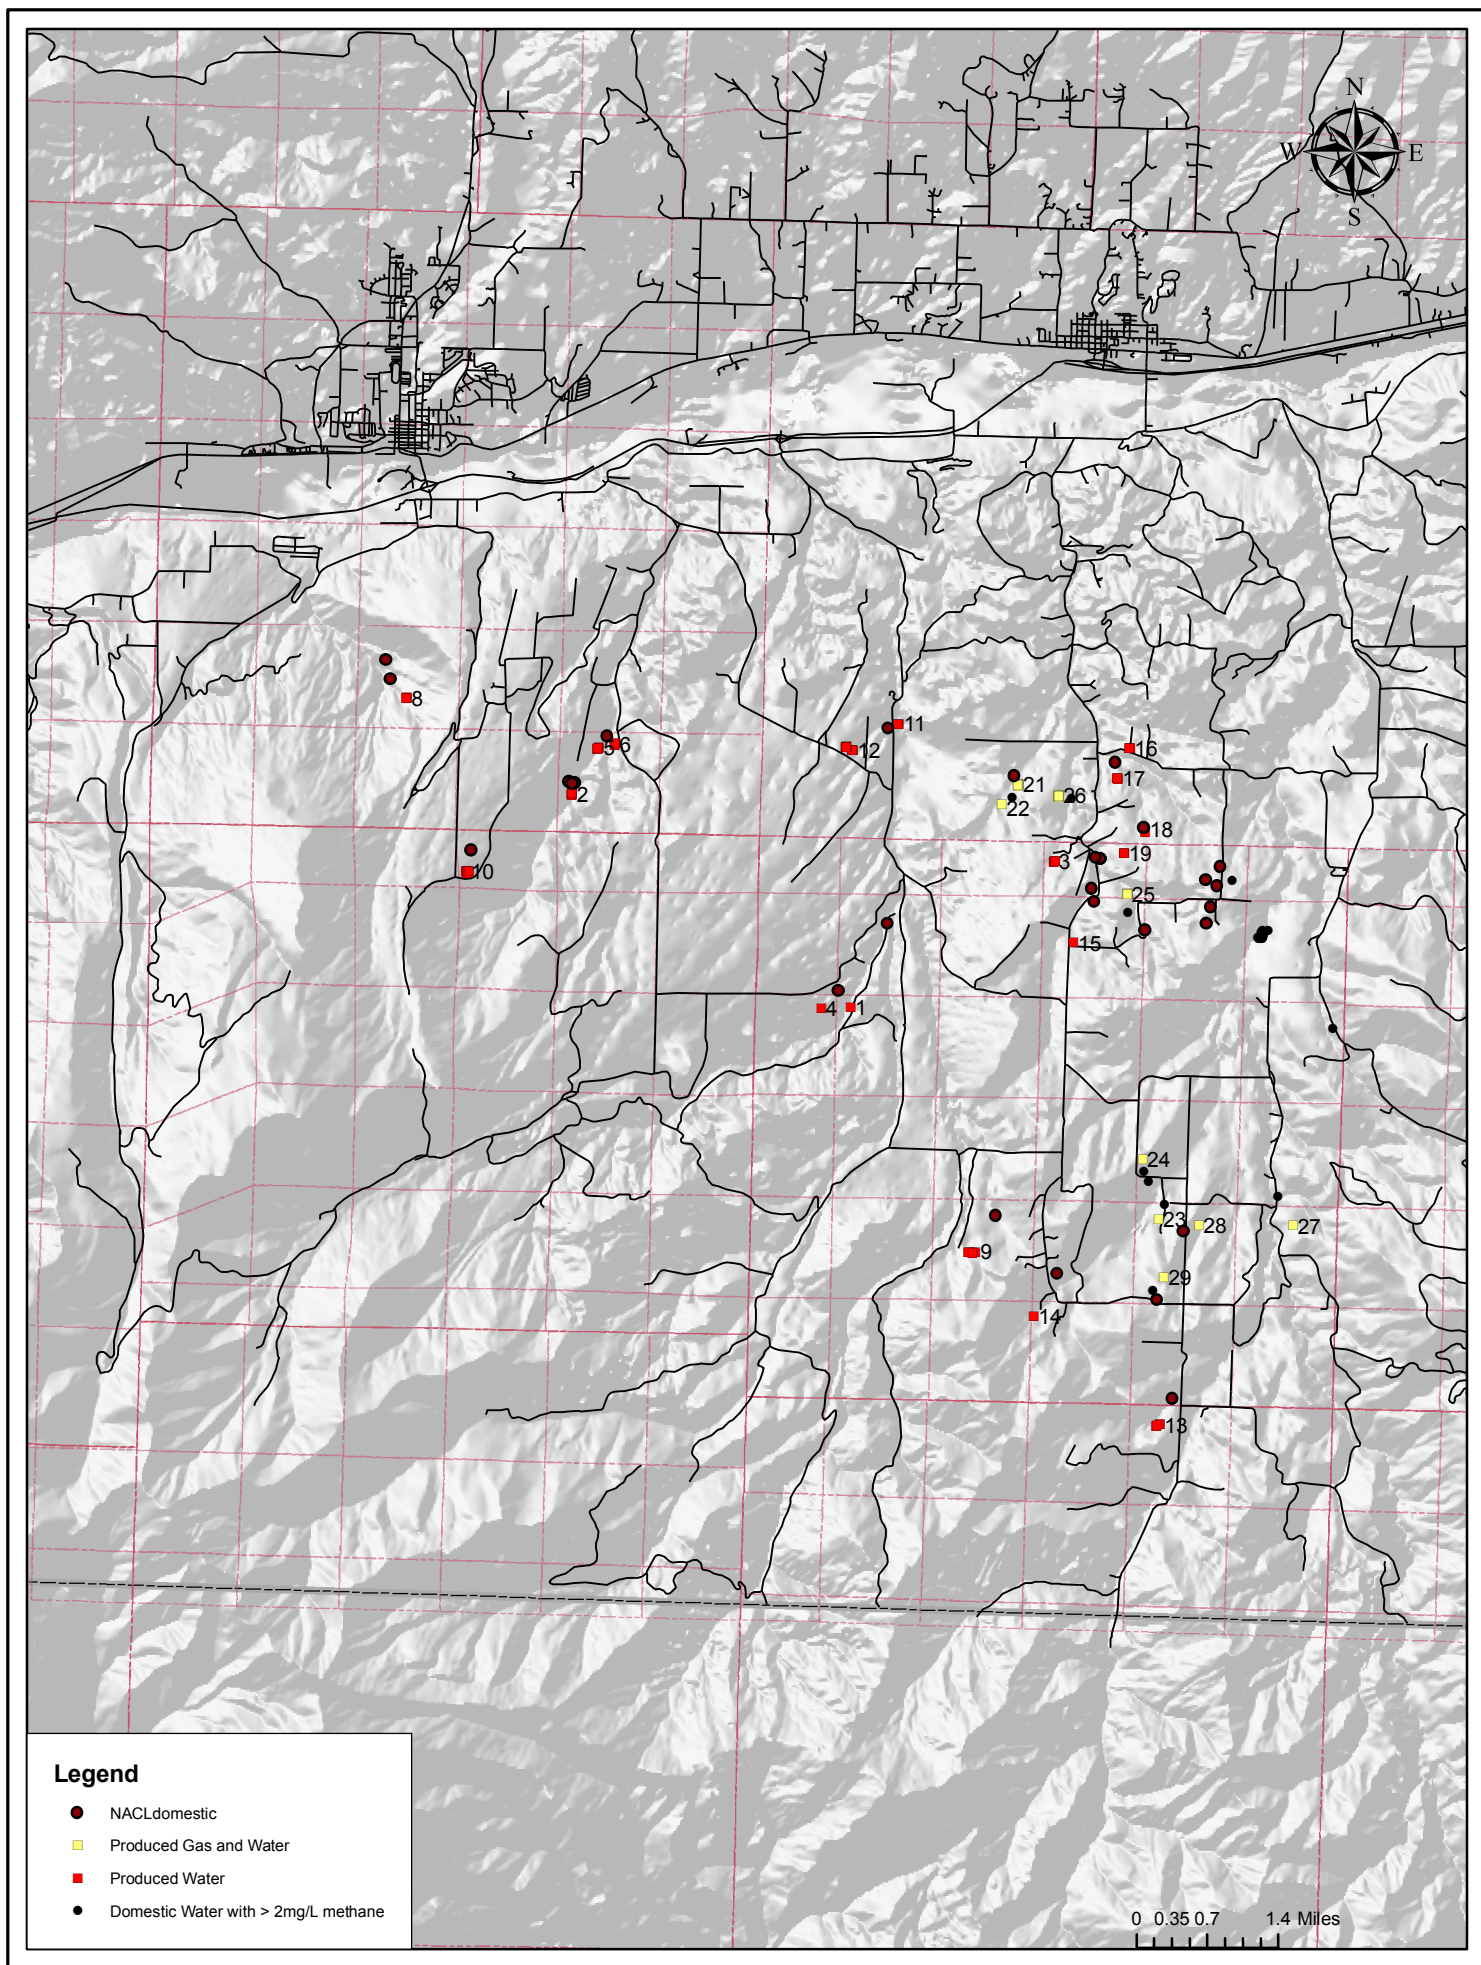 N
W E
S
8
11
5 6
12
16
21
17
2
26
22
18
19
3
10
25
15
4 1
24
23 28 27
9
29
14
13
Legend
NACLdomestic
Produced Gas and Water
Produced Water
Domestic Water with > 2mg/L methane
0 0.35 0.7 1.4 Miles